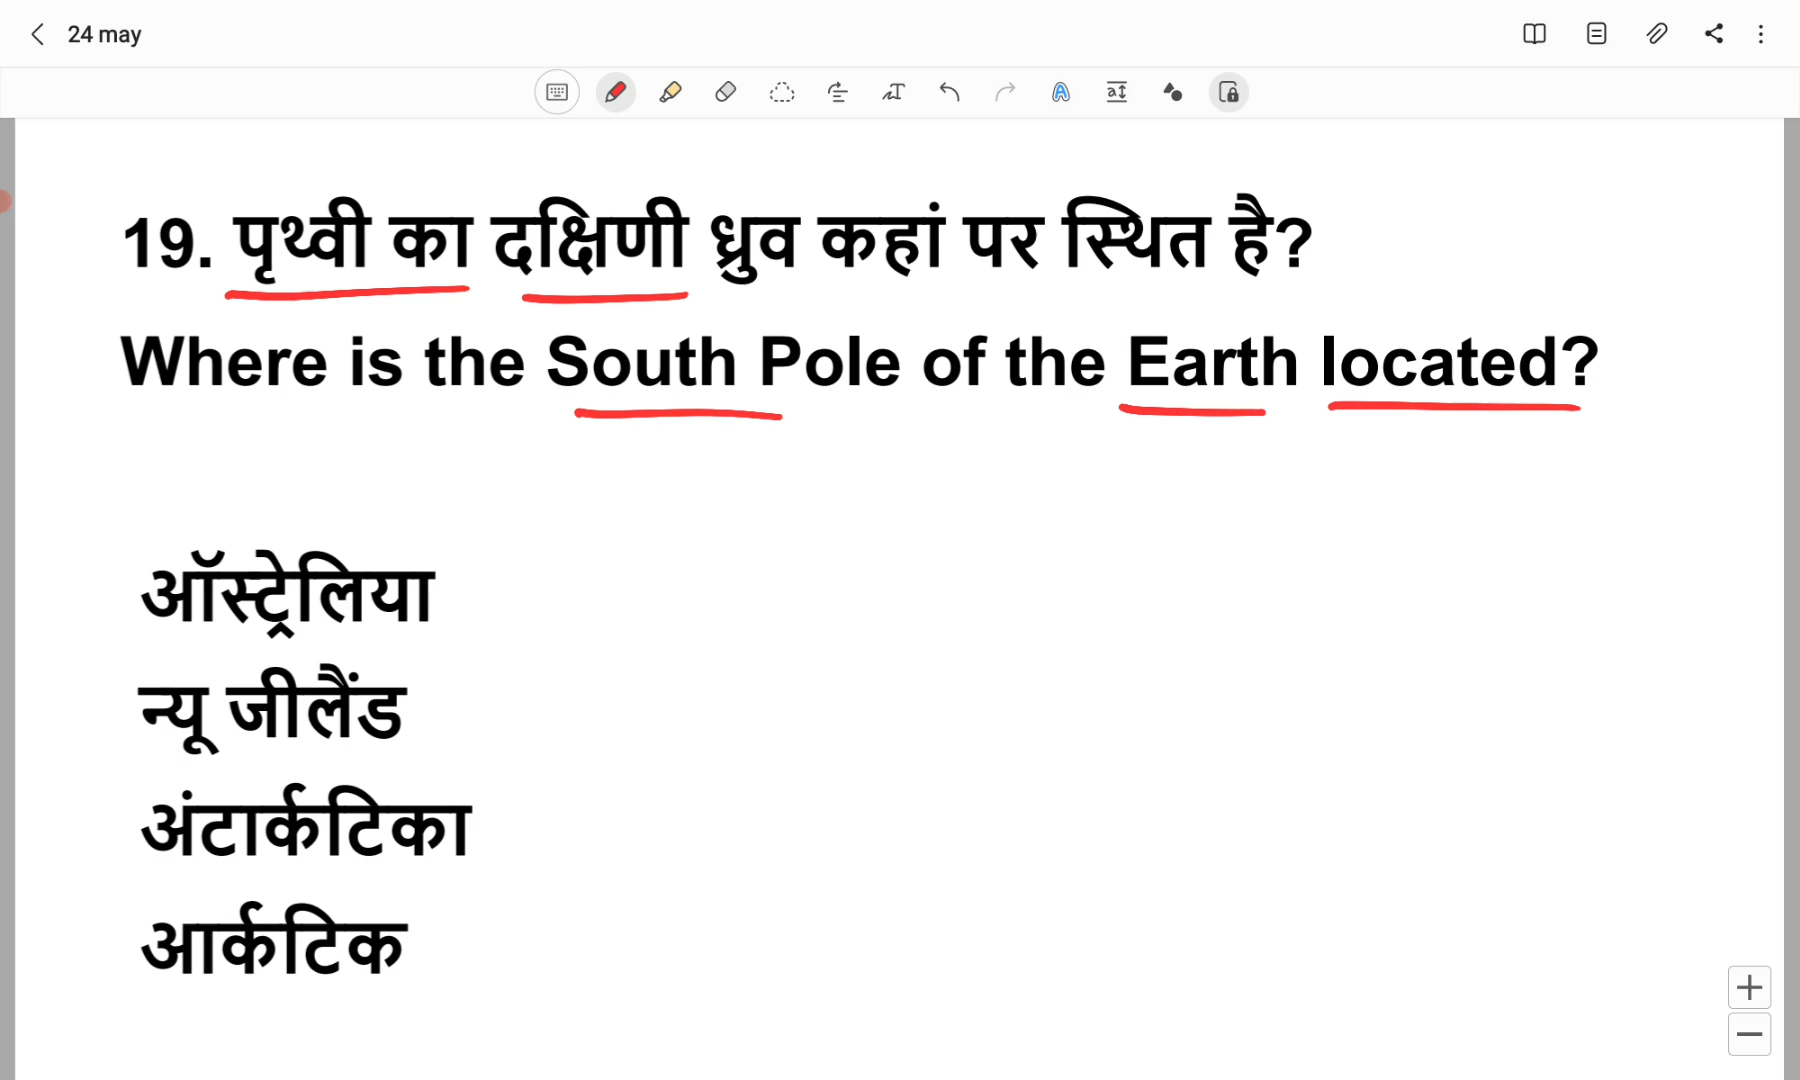 24 may
19. पृथ्वी का दक्षिणी ध्रुव कहां पर स्थित है?
Where is the South Pole of the Earth located?
ऑस्ट्रेलिया
न्यू जीलैंड
अंटार्कटिका
आर्कटिक